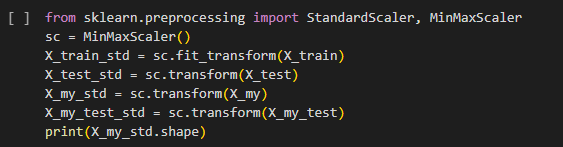 [ ] from sklearn.preprocessing import StandardScaler, MinMaxScaler
sc = MinMaxScaler()
X_train_std = sc.fit_transform(X_train)
X_test_std = sc.transform(X_test)
X_my_std = sc.transform(X_my)
X_my_test_std = sc.transform(X_my_test)
print(X_my_std.shape)